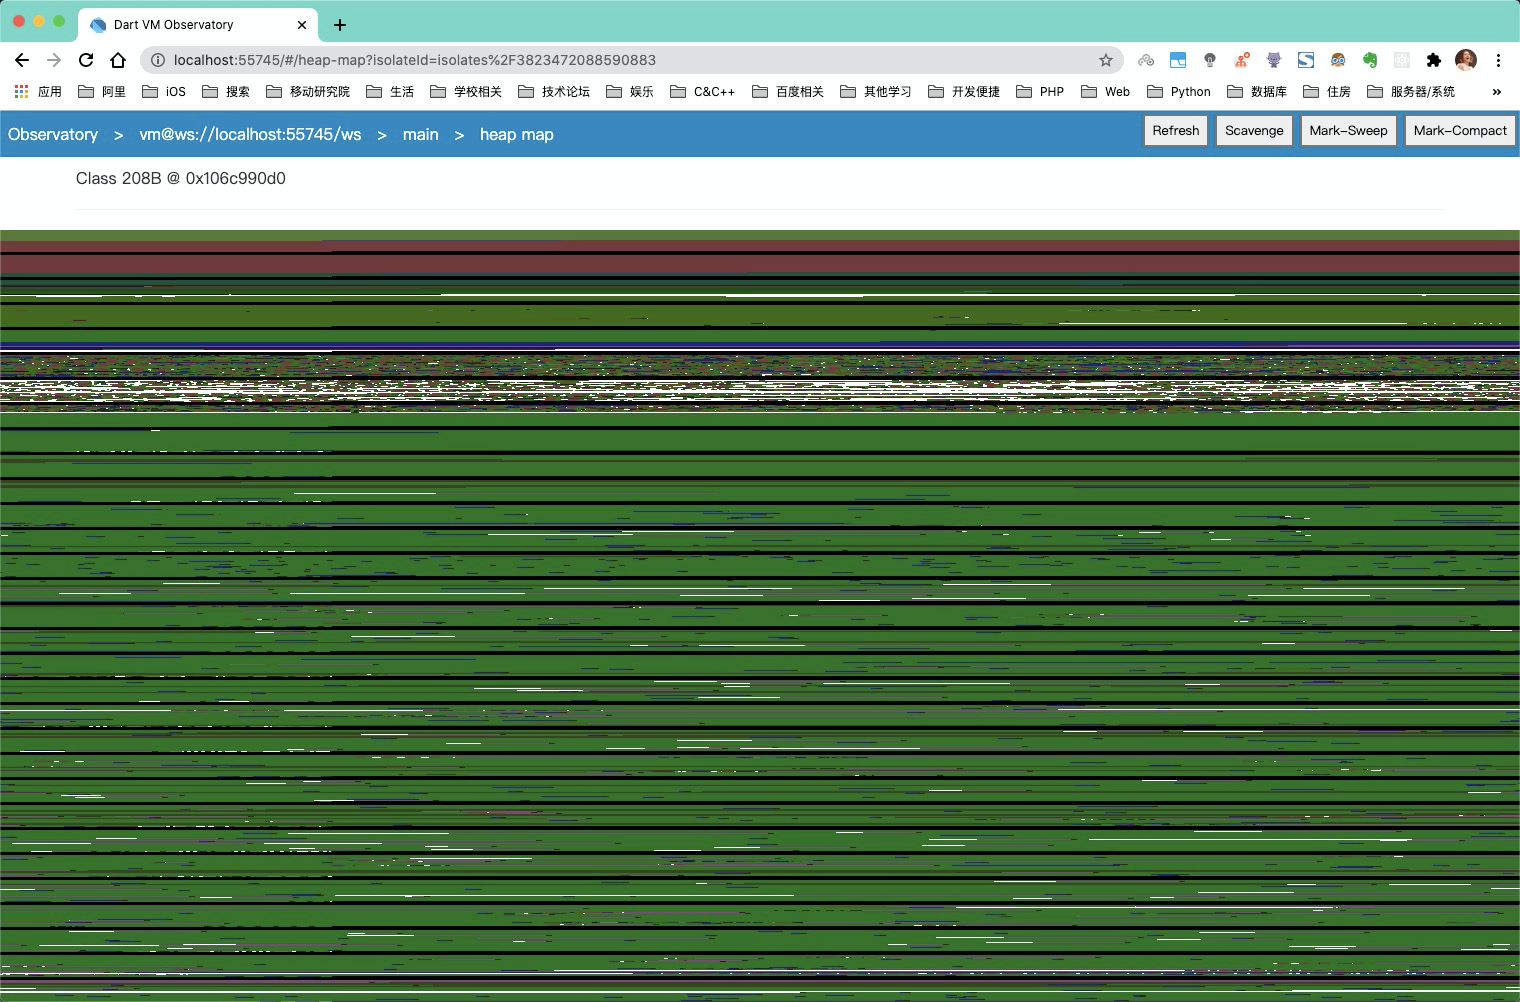 Dart VM Observatory
localhost:55745/#/heap-map?isolateId=isolates%2F3823472088590883
应用 阿里 iOS 搜索 移动研究院 生活 学校相关 技术论坛 娱乐 C&C++ 百度相关 其他学习 开发便捷 PHP Web Python 数据库 住房 服务器/系统 »
Observatory > vm@ws://localhost:55745/ws > main > heap map Refresh Scavenge Mark-Sweep Mark-Compact
Class 208B @ 0x106c990d0